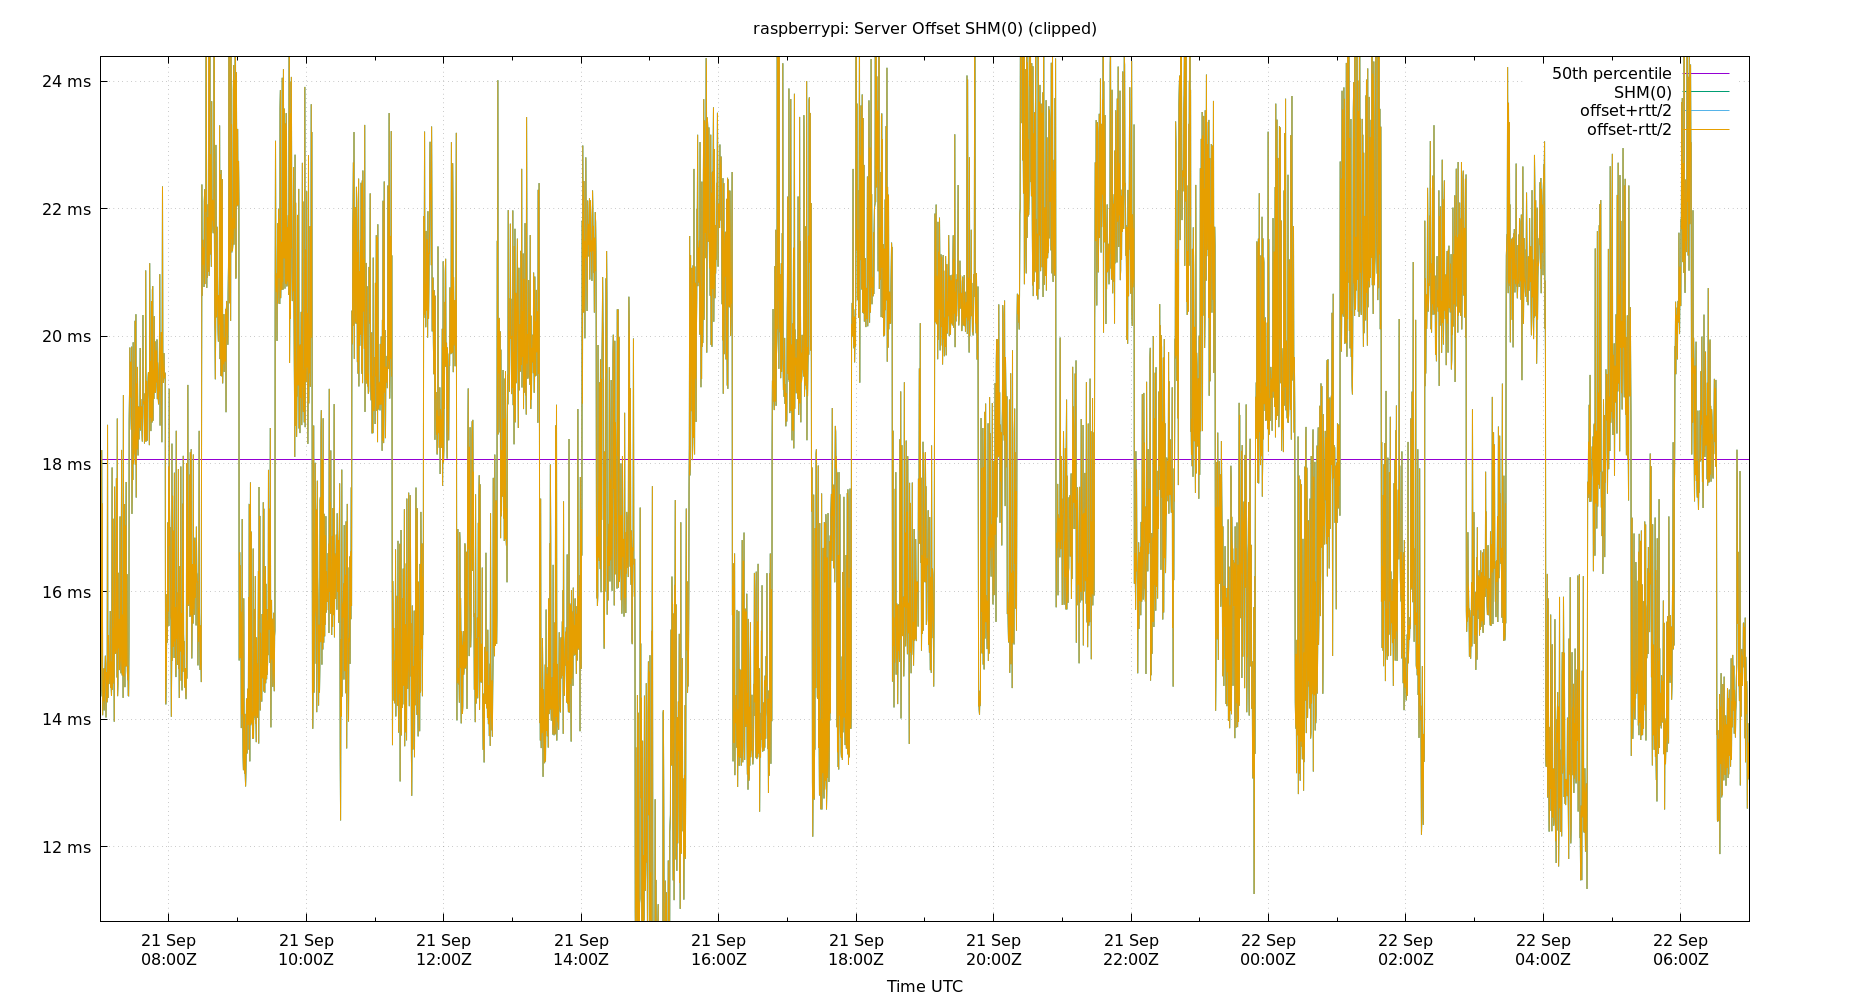 raspberrypi: Server Offset SHM(0) (clipped)
50th percentile
SHM(0)
offset+rtt/2
offset-rtt/2
24 ms
22 ms
20 ms
18 ms
16 ms
14 ms
12 ms
21 Sep 21 Sep 21 Sep 21 Sep 21 Sep 21 Sep 21 Sep 21 Sep 22 Sep 22 Sep 22 Sep 22 Sep
08:00Z 10:00Z 12:00Z 14:00Z 16:00Z 18:00Z 20:00Z 22:00Z 00:00Z 02:00Z 04:00Z 06:00Z
Time UTC